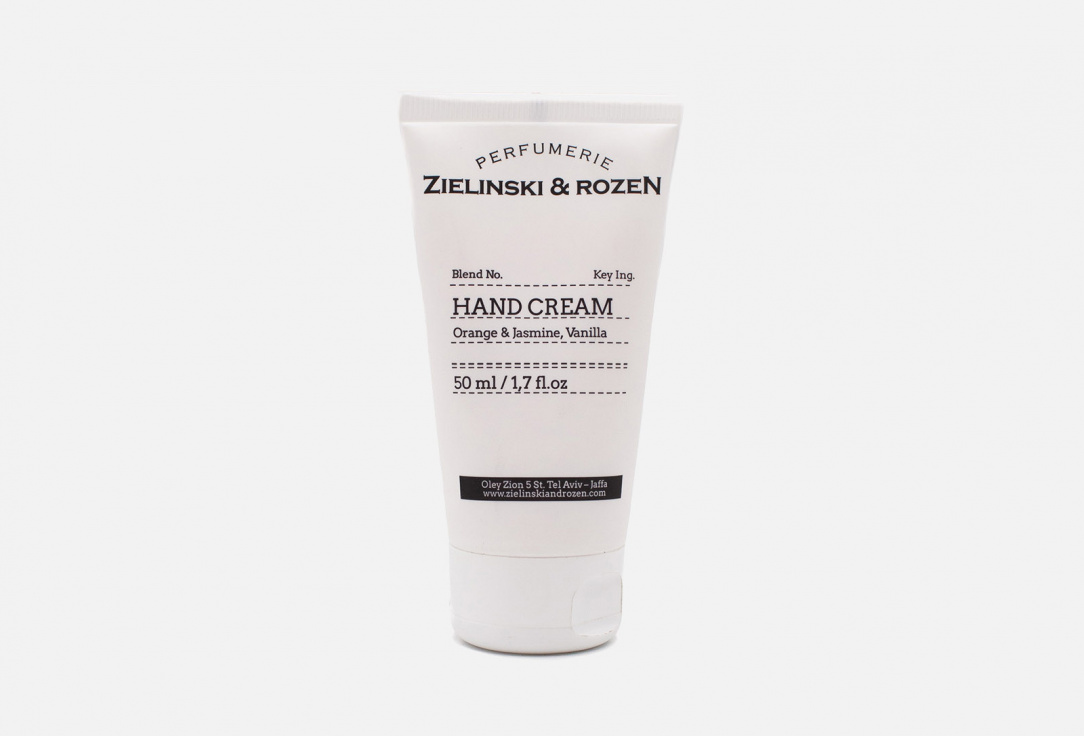 PERFUMERIE
ZIELINSKI & ROZEN
Blend No. Key Ing.
HAND CREAM
Orange & Jasmine, Vanilla
50 ml / 1,7 fl.oz
Oley Zion 5 St. Tel Aviv – Jaffa
www.zielinskiandrozen.com